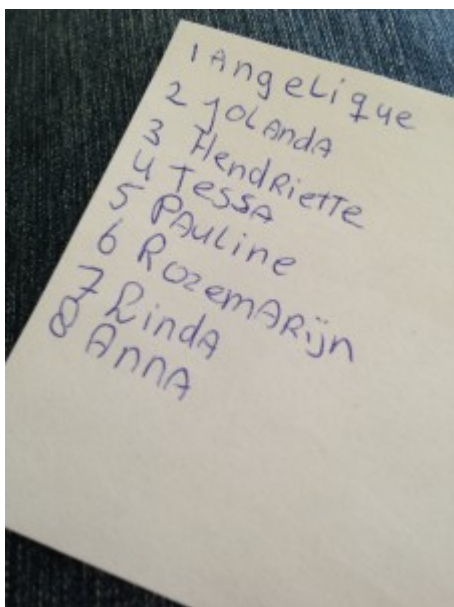 1 Angelique
2 Jolanda
3 Hendriette
4 Tessa
5 Pauline
6 Rozemarijn
7 Linda
8 Anna